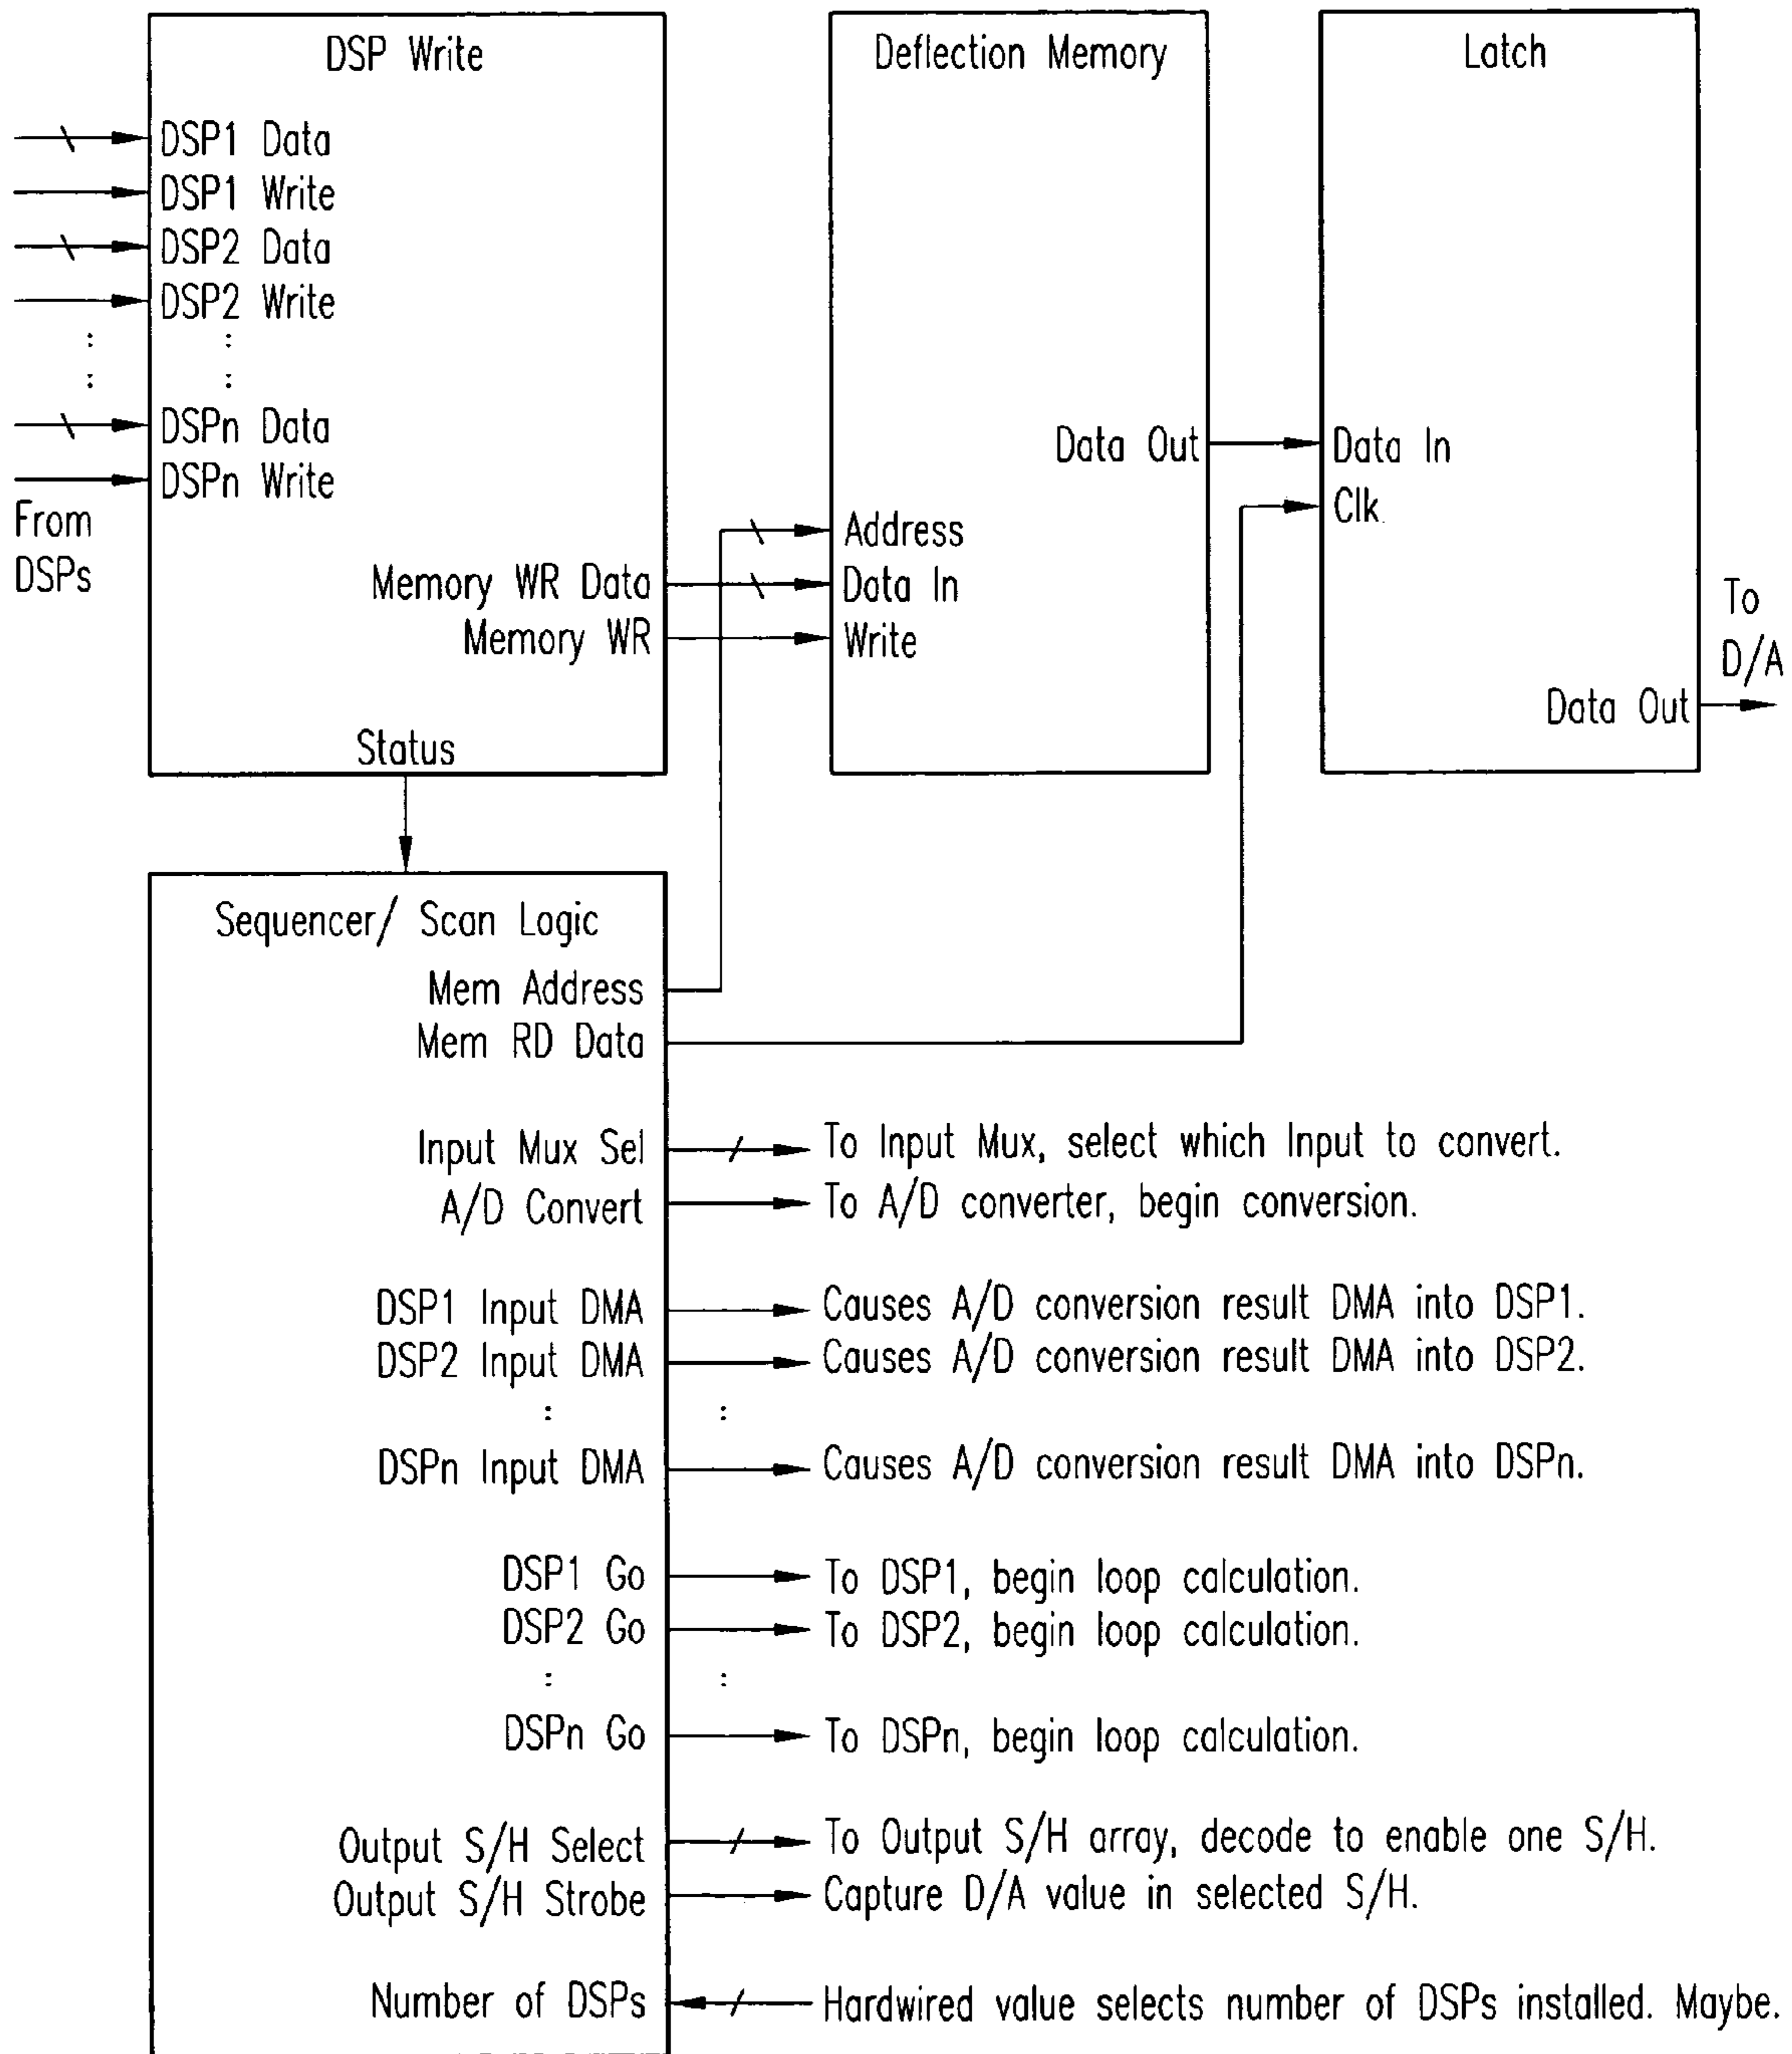 DSP Write
DSP1 Data
DSP1 Write
DSP2 Data
DSP2 Write
DSPn Data
DSPn Write
From
DSPs
Memory WR Data
Memory WR
Status
Deflection Memory
Data Out
Address
Data In
Write
Latch
Data In
Clk
Data Out
To
D/A
Sequencer/ Scan Logic
Mem Address
Mem RD Data
Input Mux Sel To Input Mux, select which Input to convert.
A/D Convert To A/D converter, begin conversion.
DSP1 Input DMA Causes A/D conversion result DMA into DSP1.
DSP2 Input DMA Causes A/D conversion result DMA into DSP2.
DSPn Input DMA Causes A/D conversion result DMA into DSPn.
DSP1 Go To DSP1, begin loop calculation.
DSP2 Go To DSP2, begin loop calculation.
DSPn Go To DSPn, begin loop calculation.
Output S/H Select To Output S/H array, decode to enable one S/H.
Output S/H Strobe Capture D/A value in selected S/H.
Number of DSPs Hardwired value selects number of DSPs installed. Maybe.